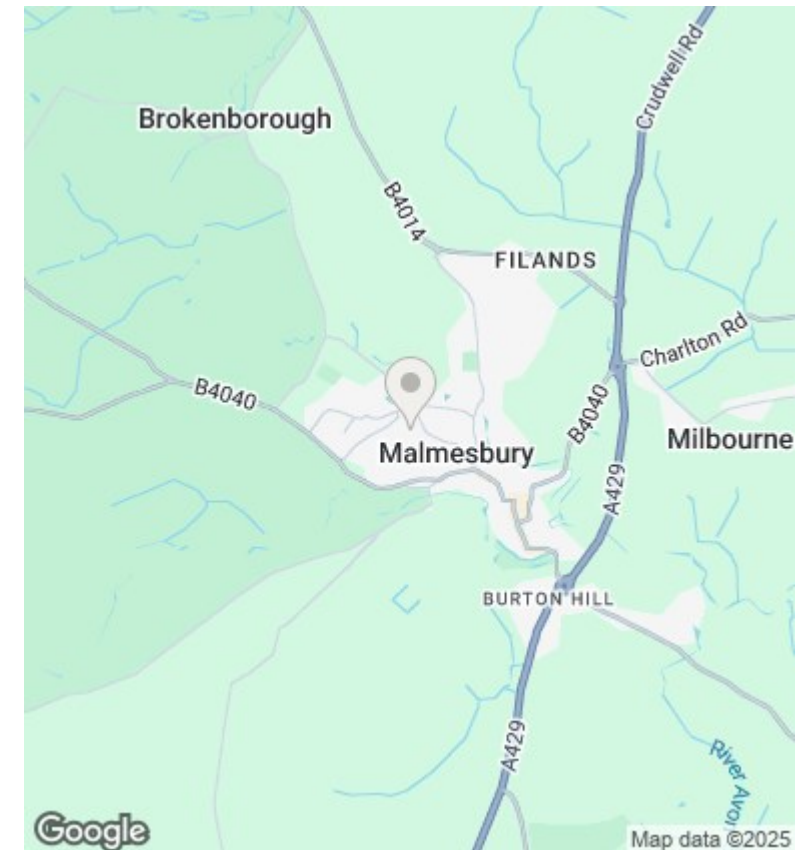 Crudwell Rd
Brokenborough
B4014
FILANDS
Charlton Rd
B4040
B4040
Milbourne
Malmesbury
A429
BURTON HILL
A429
River Avon
Google
Map data ©2025